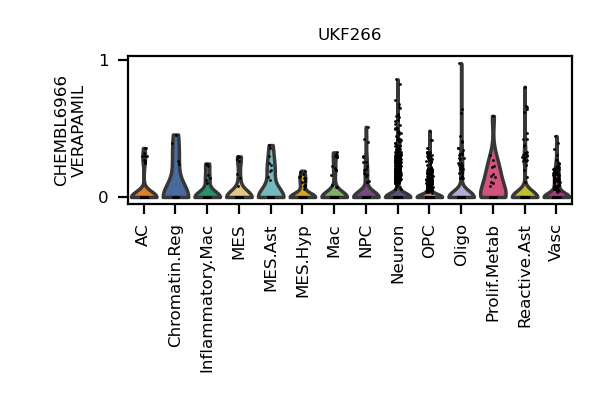 UKF266
CHEMBL6966
VERAPAMIL
1
0
AC
Chromatin.Reg
Inflammatory.Mac
MES
MES.Ast
MES.Hyp
Mac
NPC
Neuron
OPC
Oligo
Prolif.Metab
Reactive.Ast
Vasc